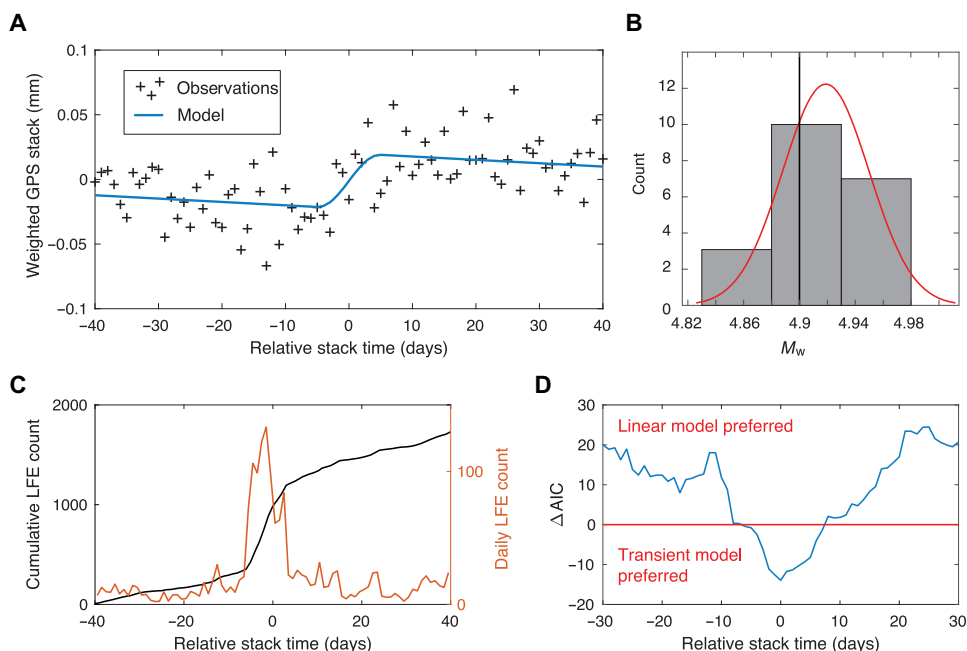 A
0.1
0.05
0
−0.05
−0.1
Weighted GPS stack (mm)
Observations
Model
−40
−30
−20
−10
0
10
20
30
40
Relative stack time (days)
B
12
10
8
6
4
2
0
Count
4.82
4.86
4.9
4.94
4.98
Mw
C
2000
1000
0
Cumulative LFE count
100
0
Daily LFE count
−40
−20
0
20
40
Relative stack time (days)
D
30
20
10
0
−10
−20
Δ AIC
Linear model preferred
Transient model
preferred
−30
−20
−10
0
10
20
30
Relative stack time (days)